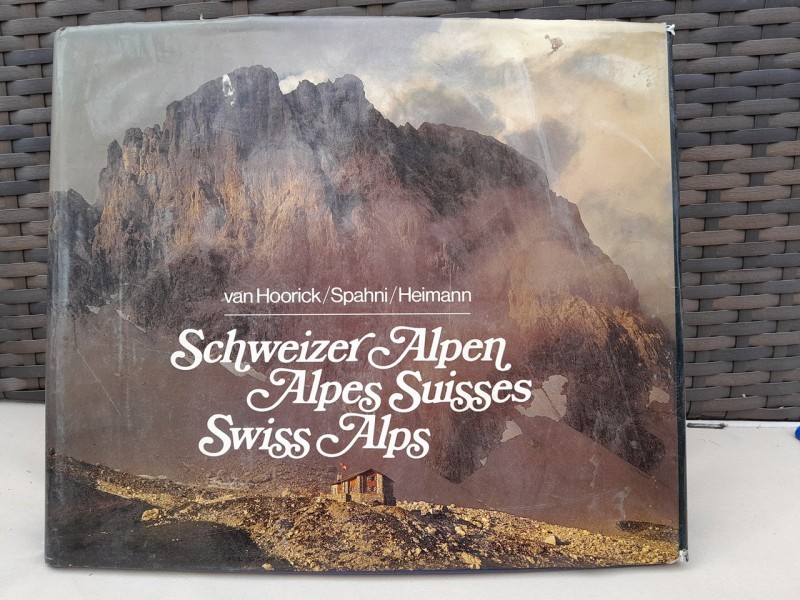 van Hoorick/Spahni/Heimann
Schweizer Alpen
Alpes Suisses
Swiss Alps